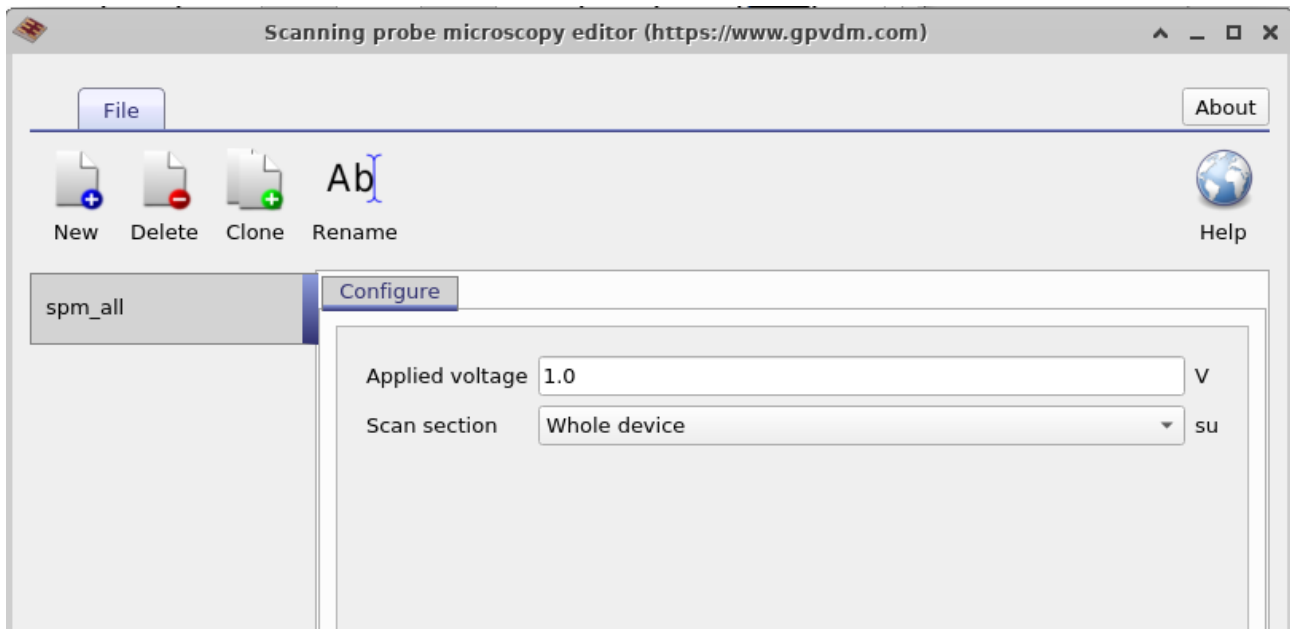 Scanning probe microscopy editor (https://www.gpvdm.com)
File
About
Ab
New Delete Clone Rename
Help
spm_all
Configure
Applied voltage 1.0 V
Scan section Whole device su